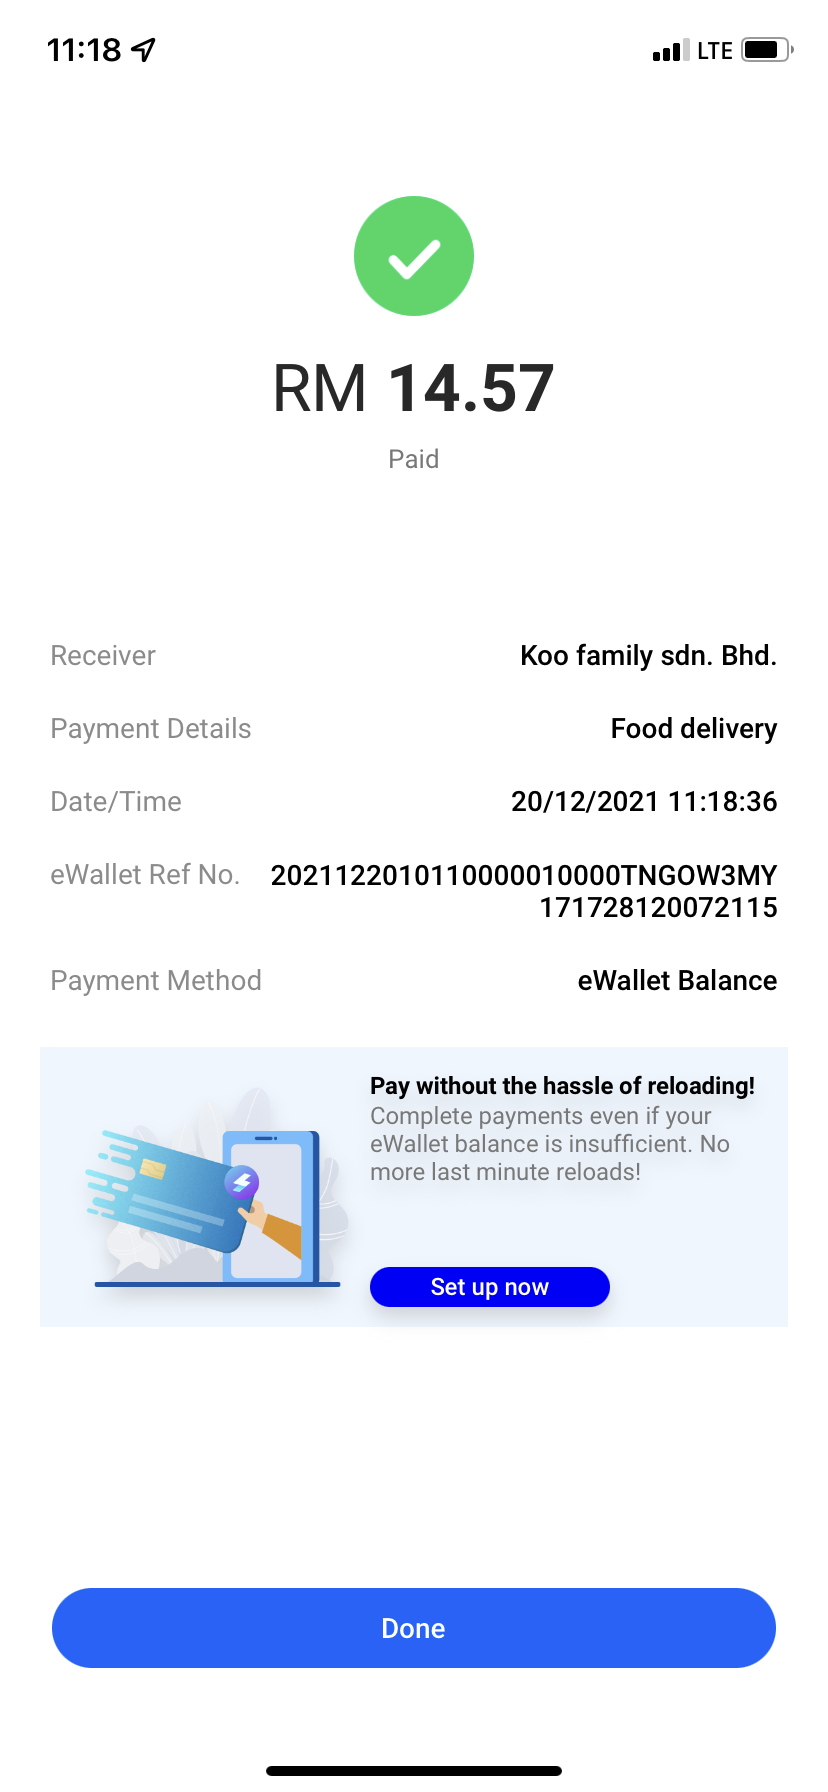 11:18 LTE
RM 14.57
Paid
Receiver Koo family sdn. Bhd.
Payment Details Food delivery
Date/Time 20/12/2021 11:18:36
eWallet Ref No. 2021122010110000010000TNGOW3MY
171728120072115
Payment Method eWallet Balance
Pay without the hassle of reloading!
Complete payments even if your
eWallet balance is insufficient. No
more last minute reloads!
Set up now
Done